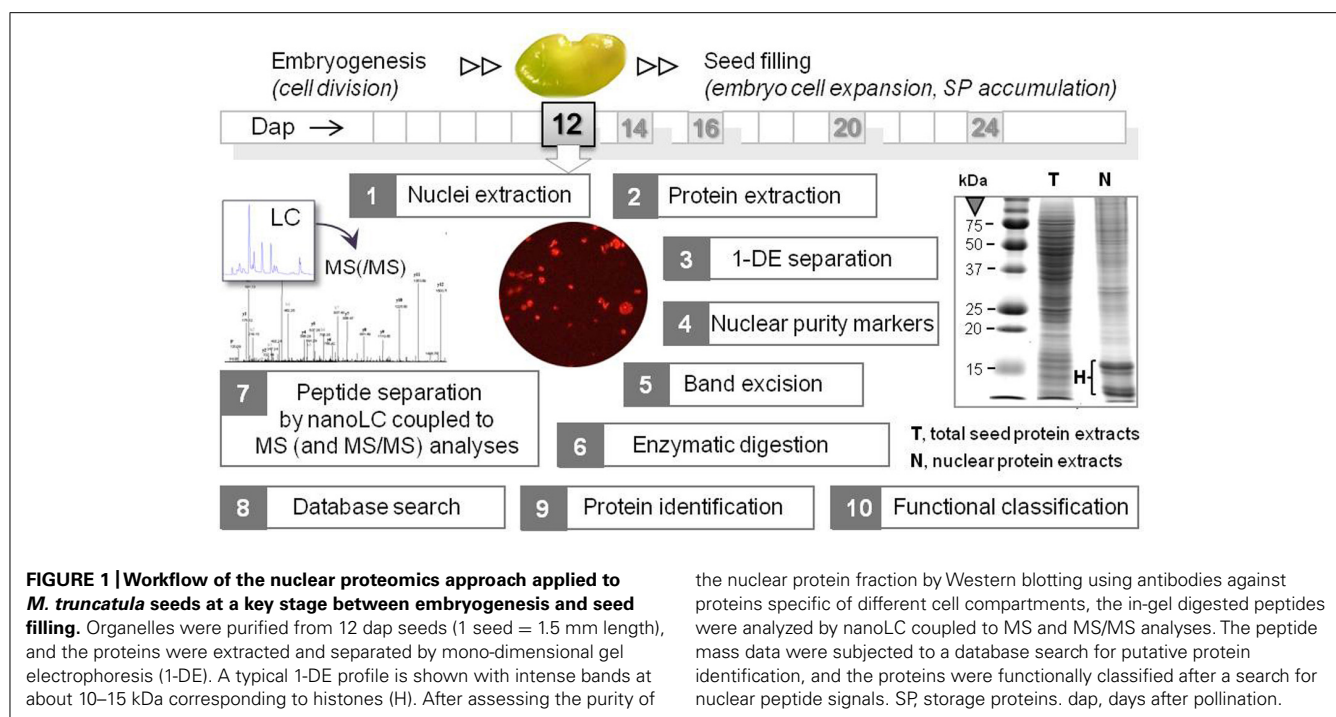 Embryogenesis
(cell division)
Seed filling
(embryo cell expansion, SP accumulation)
Dap → 12 14 16 20 24
1 Nuclei extraction
2 Protein extraction
3 1-DE separation
4 Nuclear purity markers
5 Band excision
6 Enzymatic digestion
LC
MS(/MS)
7 Peptide separation
by nanoLC coupled to
MS (and MS/MS) analyses
8 Database search
9 Protein identification
10 Functional classification
kDa T N
75
50
37
25
20
15
H
T, total seed protein extracts
N, nuclear protein extracts
FIGURE 1 | Workflow of the nuclear proteomics approach applied to
M. truncatula seeds at a key stage between embryogenesis and seed
filling. Organelles were purified from 12 dap seeds (1 seed = 1.5 mm length),
and the proteins were extracted and separated by mono-dimensional gel
electrophoresis (1-DE). A typical 1-DE profile is shown with intense bands at
about 10–15 kDa corresponding to histones (H). After assessing the purity of
the nuclear protein fraction by Western blotting using antibodies against
proteins specific of different cell compartments, the in-gel digested peptides
were analyzed by nanoLC coupled to MS and MS/MS analyses. The peptide
mass data were subjected to a database search for putative protein
identification, and the proteins were functionally classified after a search for
nuclear peptide signals. SP, storage proteins. dap, days after pollination.